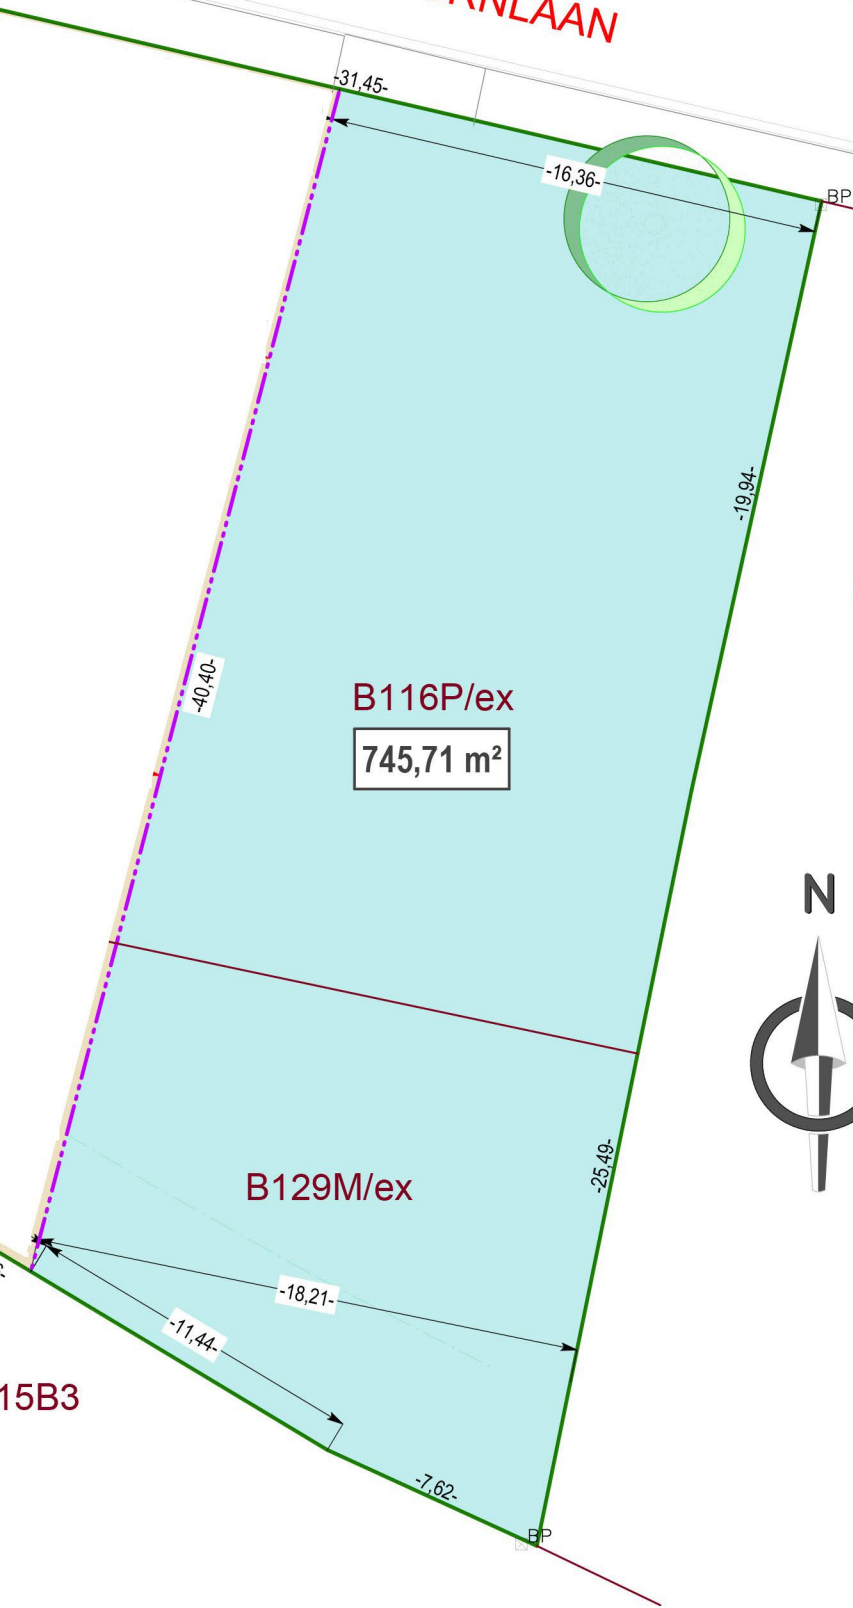 -31,45-
BP
-16,36-
-19,94-
-40,40-
B116P/ex
745,71 m²
N
-25,49-
B129M/ex
-18,21-
-11,44-
15B3
-7,62-
BP